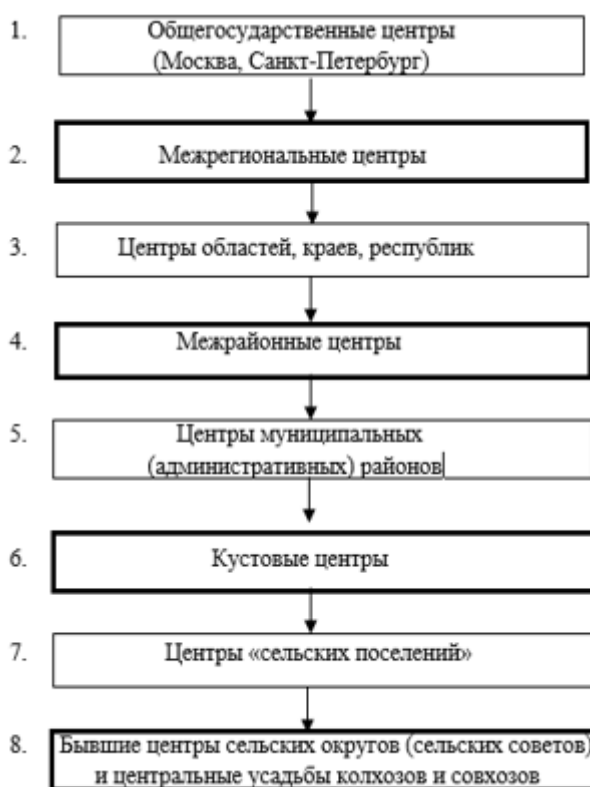 1. Общегосударственные центры
(Москва, Санкт-Петербург)
2. Межрегиональные центры
3. Центры областей, краев, республик
4. Межрайонные центры
5. Центры муниципальных
(административных) районов
6. Кустовые центры
7. Центры «сельских поселений»
8. Бывшие центры сельских округов (сельских советов)
и центральные усадьбы колхозов и совхозов